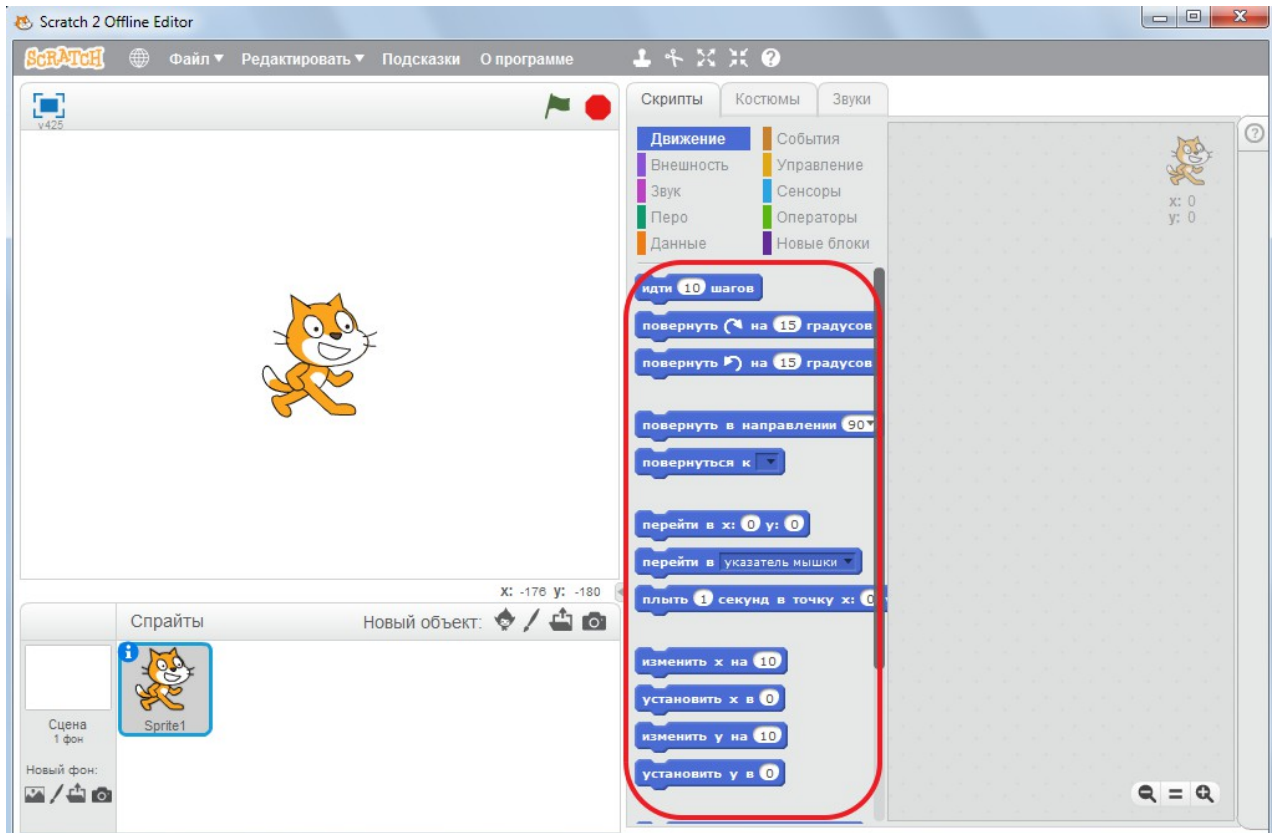 Scratch 2 Offline Editor
SCRATCH Файл Редактировать Подсказки О программе
v425
Скрипты Костюмы Звуки
Движение События
Внешность Управление
Звук Сенсоры
Перо Операторы
Данные Новые блоки
x: 0
y: 0
идти 10 шагов
повернуть на 15 градусов
повернуть на 15 градусов
повернуть в направлении 90
повернуться к
перейти в x: 0 y: 0
перейти в указатель мышки
плыть 1 секунд в точку x: 0
изменить x на 10
установить x в 0
изменить y на 10
установить y в 0
X: -176 y: -180
Спрайты Новый объект:
Сцена
1 фон
Sprite1
Новый фон: